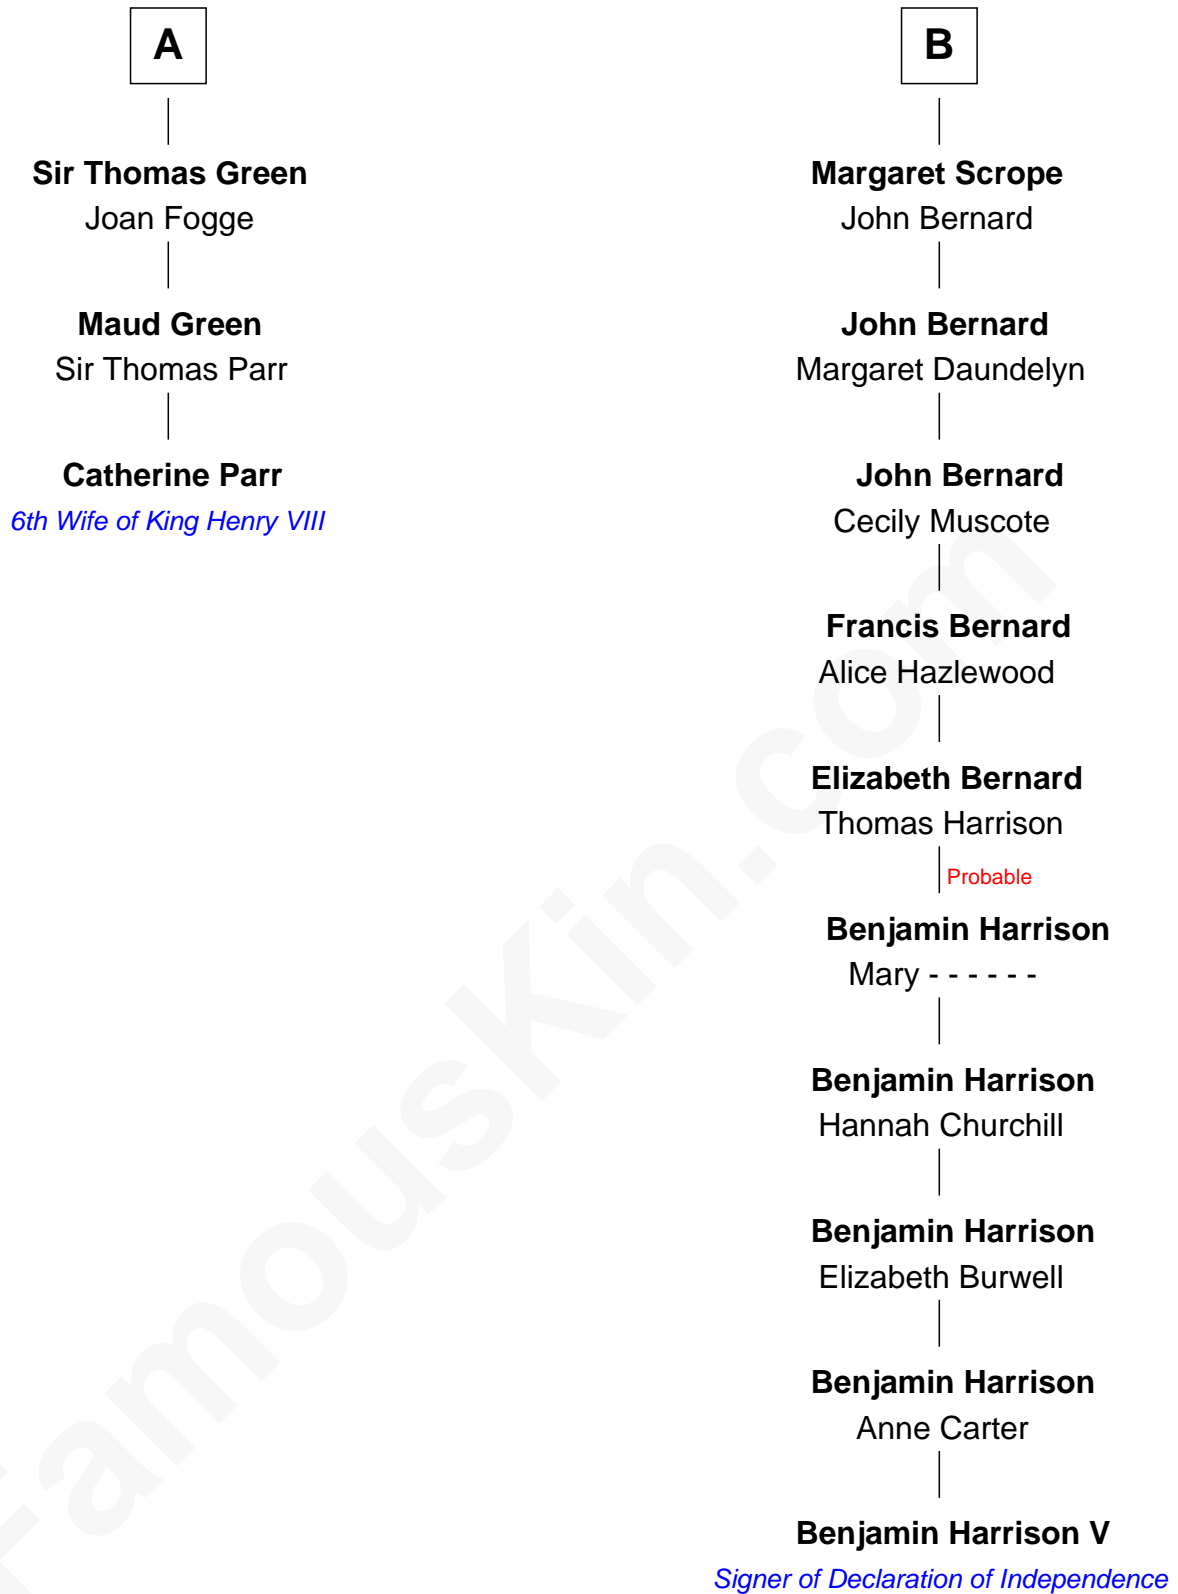 A
Sir Thomas Green
Joan Fogge
Maud Green
Sir Thomas Parr
Catherine Parr
6th Wife of King Henry VIII
B
Margaret Scrope
John Bernard
John Bernard
Margaret Daundelyn
John Bernard
Cecily Muscote
Francis Bernard
Alice Hazlewood
Elizabeth Bernard
Thomas Harrison
Probable
Benjamin Harrison
Mary - - - - - -
Benjamin Harrison
Hannah Churchill
Benjamin Harrison
Elizabeth Burwell
Benjamin Harrison
Anne Carter
Benjamin Harrison V
Signer of Declaration of Independence
FamousKin.com